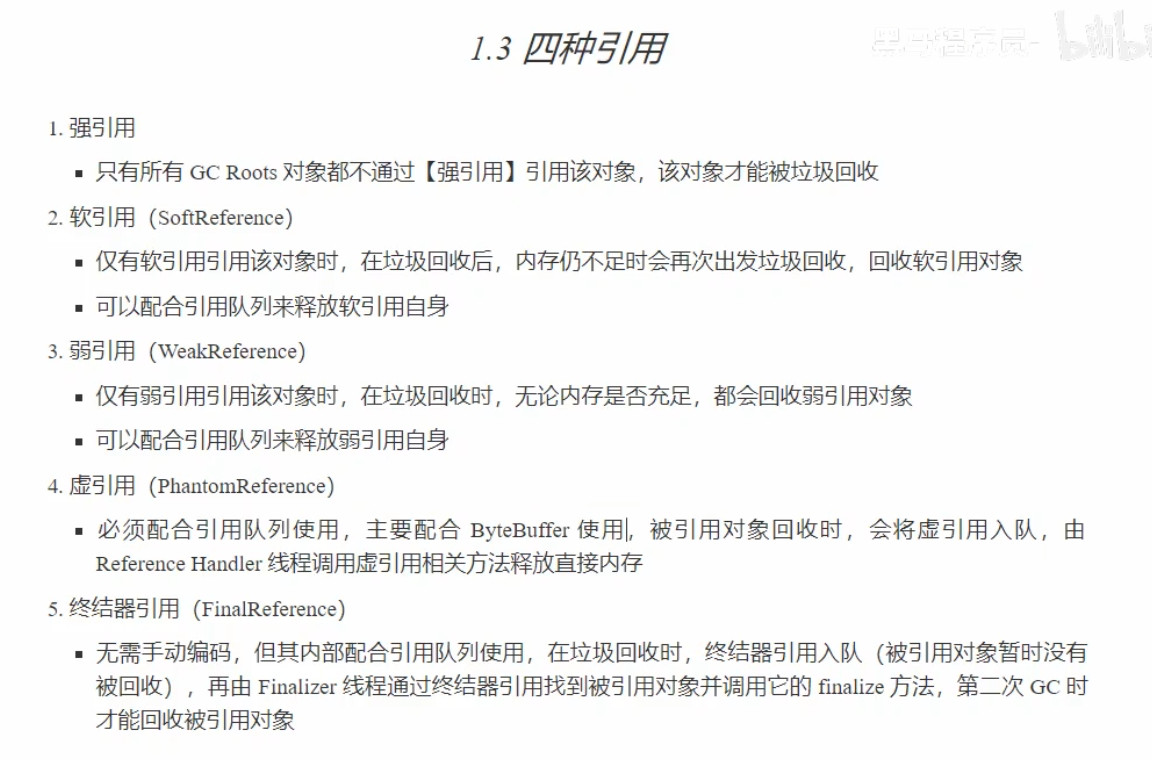 1.3 四种引用
1. 强引用
▪ 只有所有 GC Roots 对象都不通过【强引用】引用该对象，该对象才能被垃圾回收
2. 软引用（SoftReference）
▪ 仅有软引用引用该对象时，在垃圾回收后，内存仍不足时会再次出发垃圾回收，回收软引用对象
▪ 可以配合引用队列来释放软引用自身
3. 弱引用（WeakReference）
▪ 仅有弱引用引用该对象时，在垃圾回收时，无论内存是否充足，都会回收弱引用对象
▪ 可以配合引用队列来释放弱引用自身
4. 虚引用（PhantomReference）
▪ 必须配合引用队列使用，主要配合 ByteBuffer 使用，被引用对象回收时，会将虚引用入队，由
Reference Handler 线程调用虚引用相关方法释放直接内存
5. 终结器引用（FinalReference）
▪ 无需手动编码，但其内部配合引用队列使用，在垃圾回收时，终结器引用入队（被引用对象暂时没有
被回收），再由 Finalizer 线程通过终结器引用找到被引用对象并调用它的 finalize 方法，第二次 GC 时
才能回收被引用对象